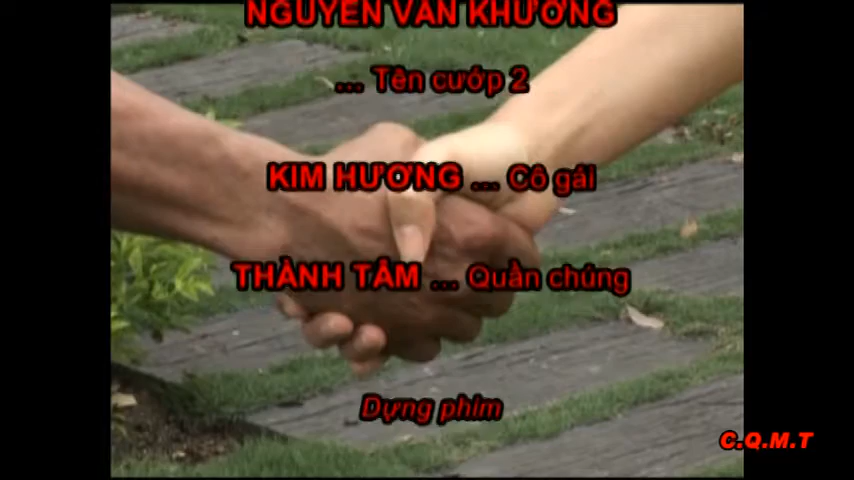 NGUYỄN VĂN KHƯƠNG
... Tên cướp 2
KIM HƯƠNG ... Cô gái
THÀNH TÂM ... Quần chúng
Dựng phim
C.Q.M.T